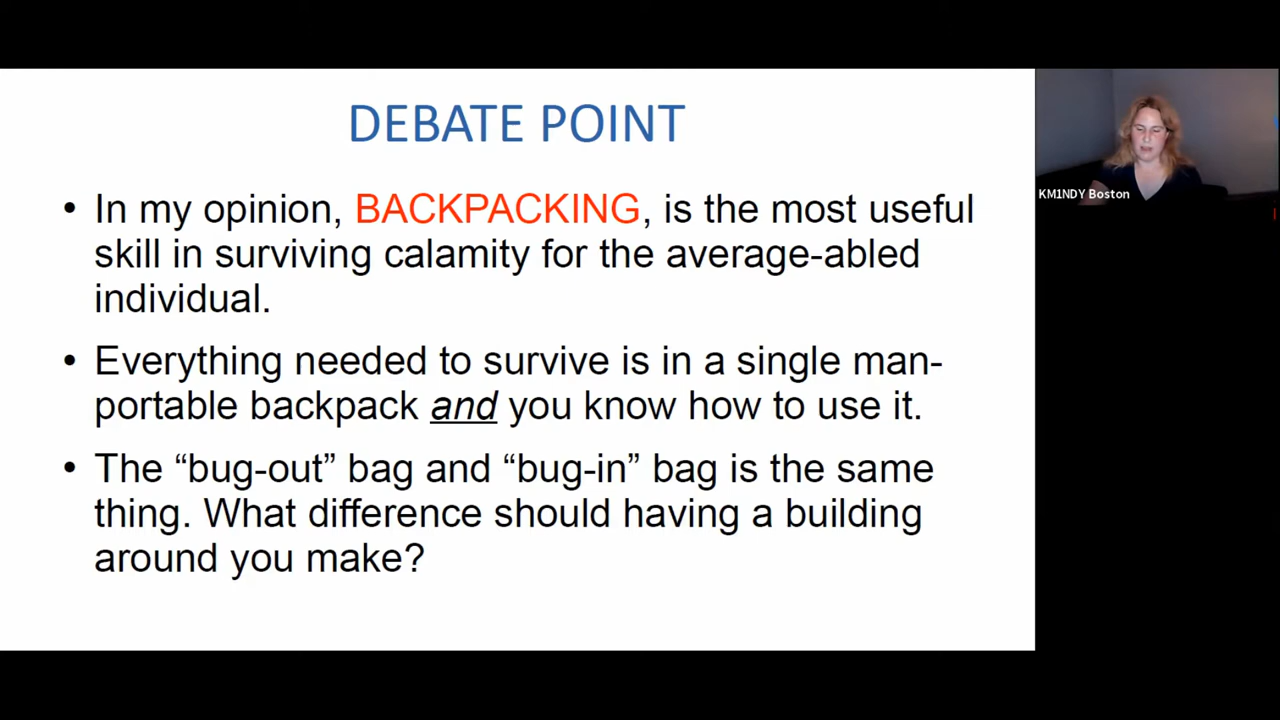 DEBATE POINT
• In my opinion, BACKPACKING, is the most useful
skill in surviving calamity for the average-abled
individual.
• Everything needed to survive is in a single man-
portable backpack and you know how to use it.
• The “bug-out” bag and “bug-in” bag is the same
thing. What difference should having a building
around you make?
KM1NDY Boston